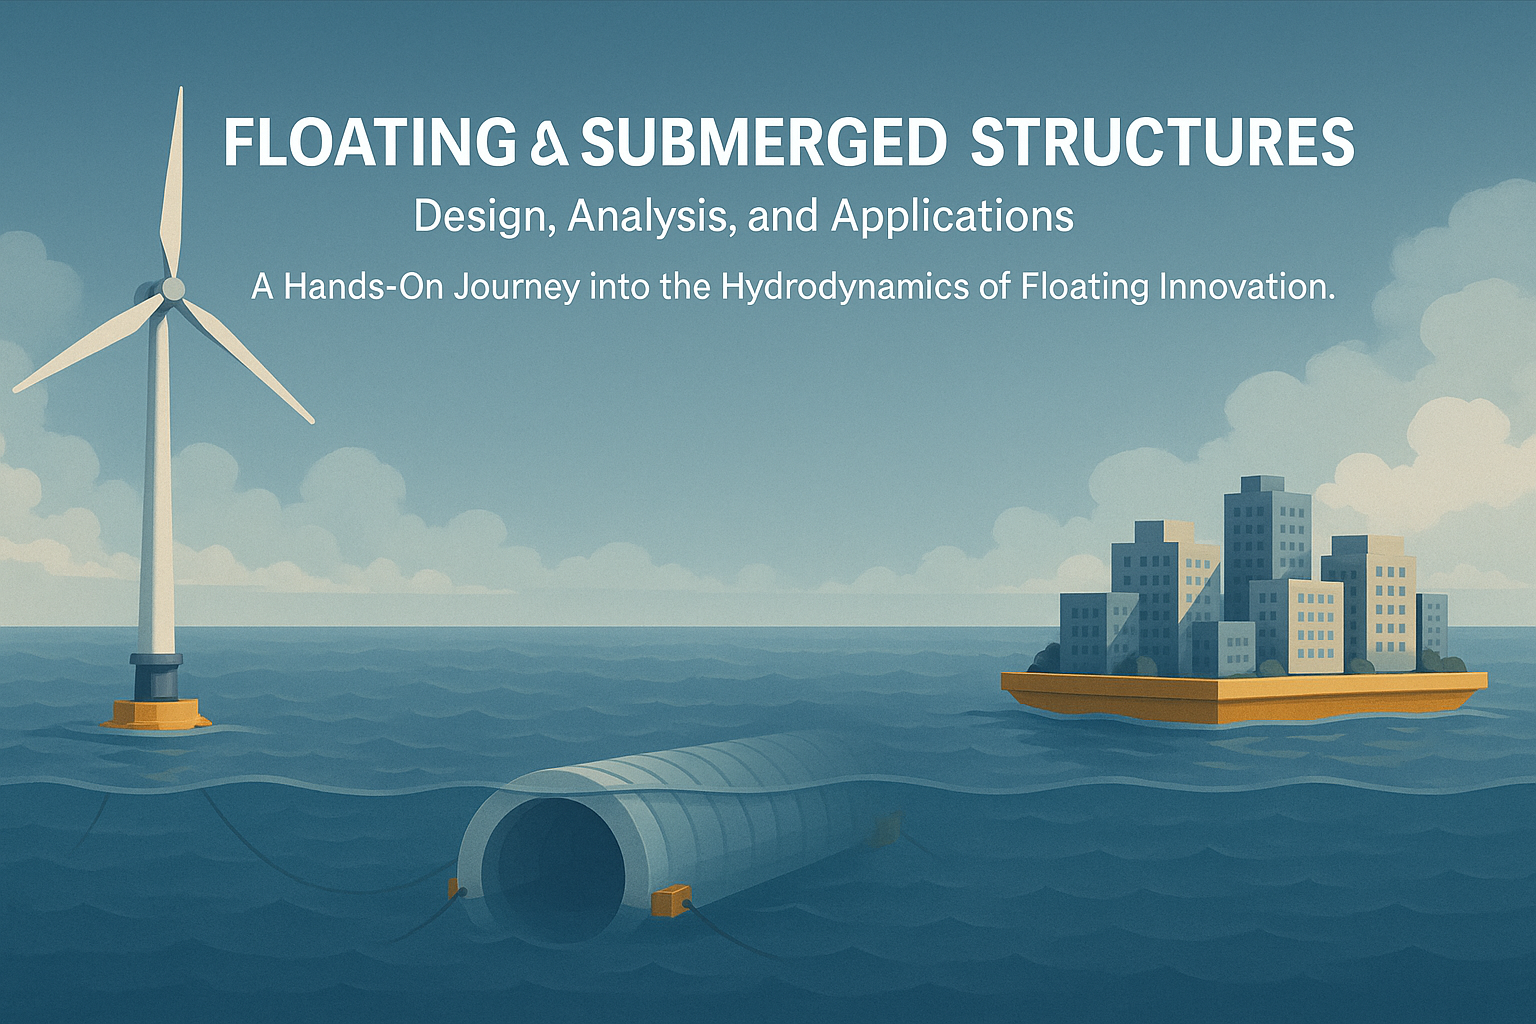 FLOATING & SUBMERGED STRUCTURES
Design, Analysis, and Applications
A Hands-On Journey into the Hydrodynamics of Floating Innovation.